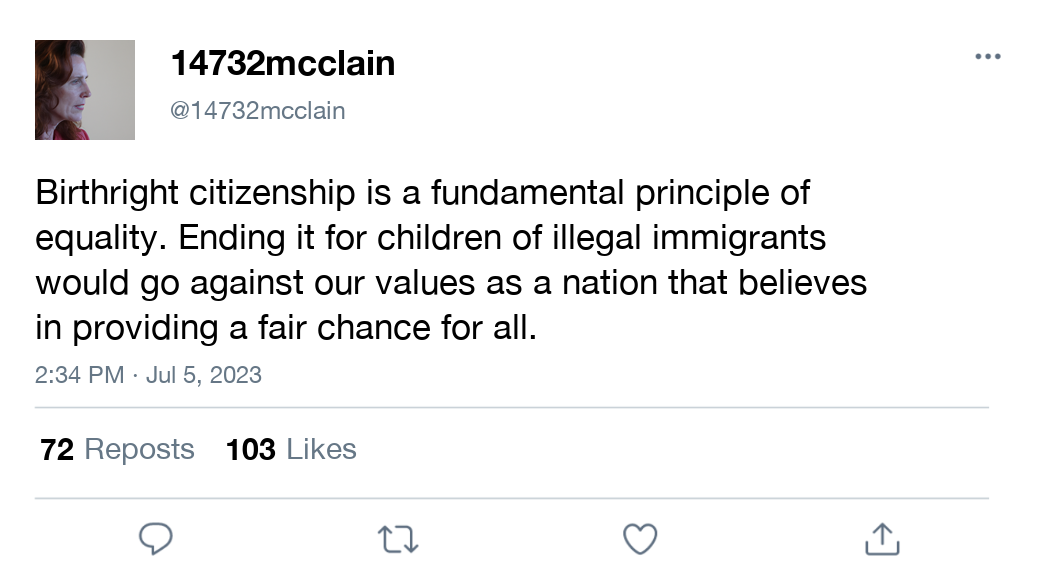 14732mcclain
@14732mcclain
Birthright citizenship is a fundamental principle of
equality. Ending it for children of illegal immigrants
would go against our values as a nation that believes
in providing a fair chance for all.
2:34 PM · Jul 5, 2023
72 Reposts 103 Likes